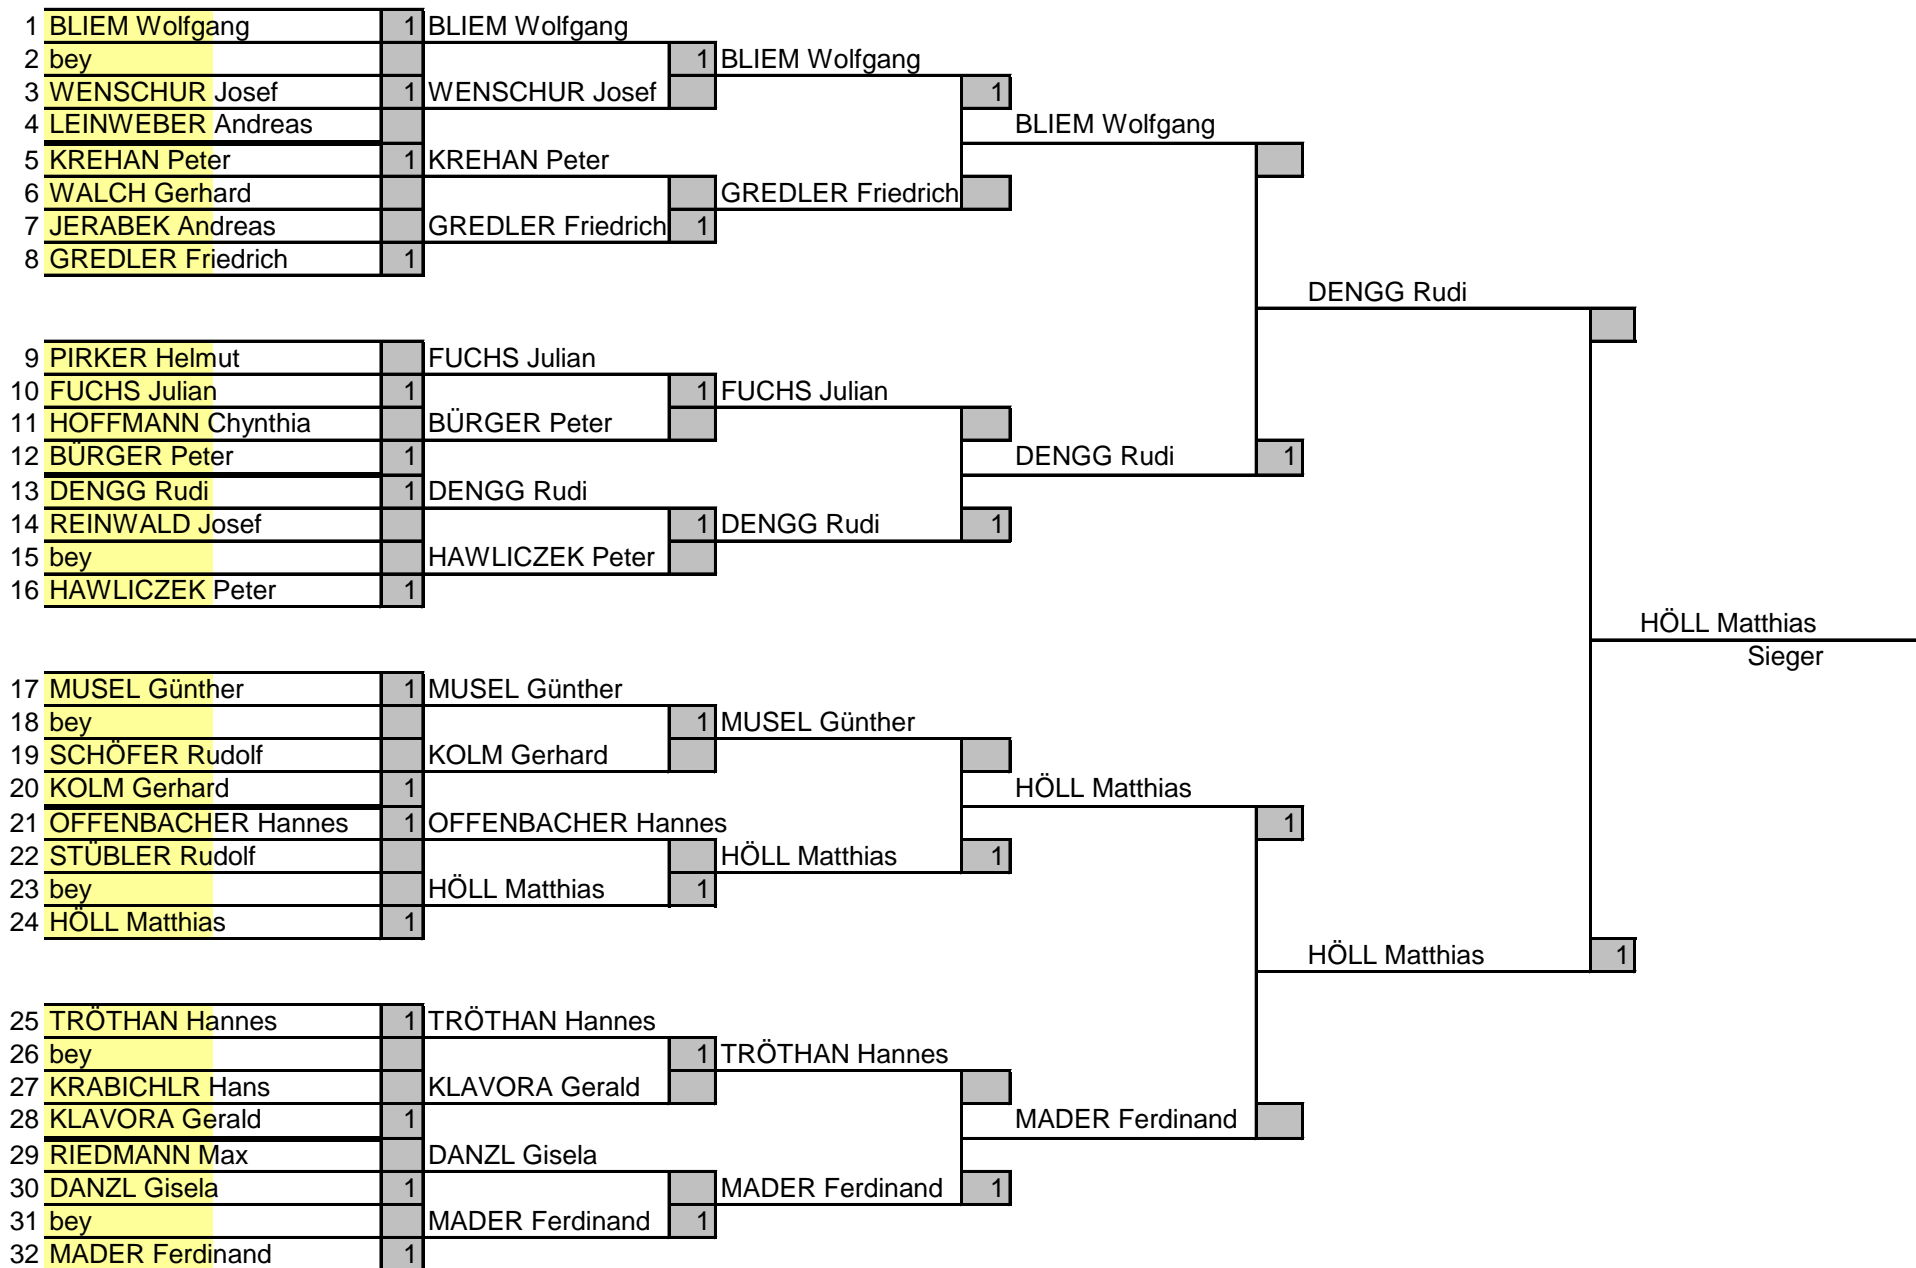 1 BLIEM Wolfgang 1 BLIEM Wolfgang
2 bey 1 BLIEM Wolfgang
3 WENSCHUR Josef 1 WENSCHUR Josef 1
4 LEINWEBER Andreas BLIEM Wolfgang
5 KREHAN Peter 1 KREHAN Peter
6 WALCH Gerhard GREDLER Friedrich
7 JERABEK Andreas GREDLER Friedrich 1
8 GREDLER Friedrich 1
DENGG Rudi
9 PIRKER Helmut FUCHS Julian
10 FUCHS Julian 1 1 FUCHS Julian
11 HOFFMANN Chynthia BÜRGER Peter
12 BÜRGER Peter 1 DENGG Rudi 1
13 DENGG Rudi 1 DENGG Rudi
14 REINWALD Josef 1 DENGG Rudi 1
15 bey HAWLICZEK Peter
16 HAWLICZEK Peter 1
HÖLL Matthias
Sieger
17 MUSEL Günther 1 MUSEL Günther
18 bey 1 MUSEL Günther
19 SCHÖFER Rudolf KOLM Gerhard
20 KOLM Gerhard 1 HÖLL Matthias
21 OFFENBACHER Hannes 1 OFFENBACHER Hannes 1
22 STÜBLER Rudolf HÖLL Matthias 1
23 bey HÖLL Matthias 1
24 HÖLL Matthias 1
HÖLL Matthias 1
25 TRÖTHAN Hannes 1 TRÖTHAN Hannes
26 bey 1 TRÖTHAN Hannes
27 KRABICHLR Hans KLAVORA Gerald
28 KLAVORA Gerald 1 MADER Ferdinand
29 RIEDMANN Max DANZL Gisela
30 DANZL Gisela 1 MADER Ferdinand 1
31 bey MADER Ferdinand 1
32 MADER Ferdinand 1